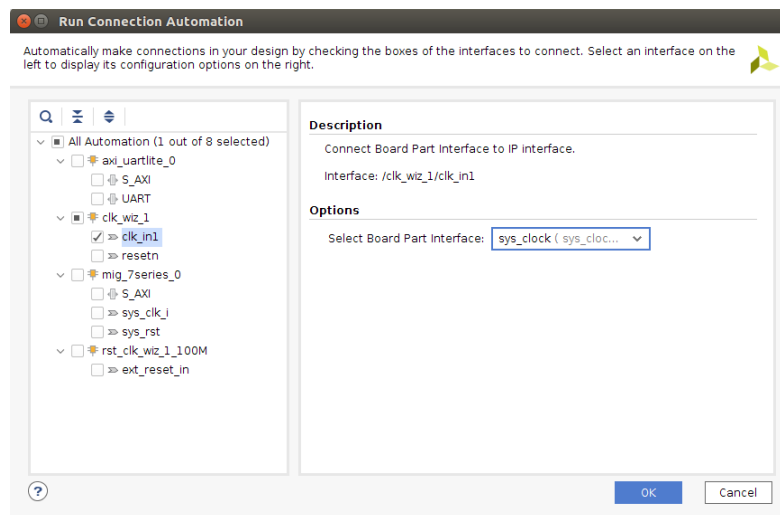 Run Connection Automation
Automatically make connections in your design by checking the boxes of the interfaces to connect. Select an interface on the
left to display its configuration options on the right.
All Automation (1 out of 8 selected)
axi_uartlite_0
S_AXI
UART
clk_wiz_1
clk_in1
resetn
mig_7series_0
S_AXI
sys_clk_i
sys_rst
rst_clk_wiz_1_100M
ext_reset_in
Description
Connect Board Part Interface to IP interface.
Interface: /clk_wiz_1/clk_in1
Options
Select Board Part Interface: sys_clock ( sys_cloc...
?
OK Cancel